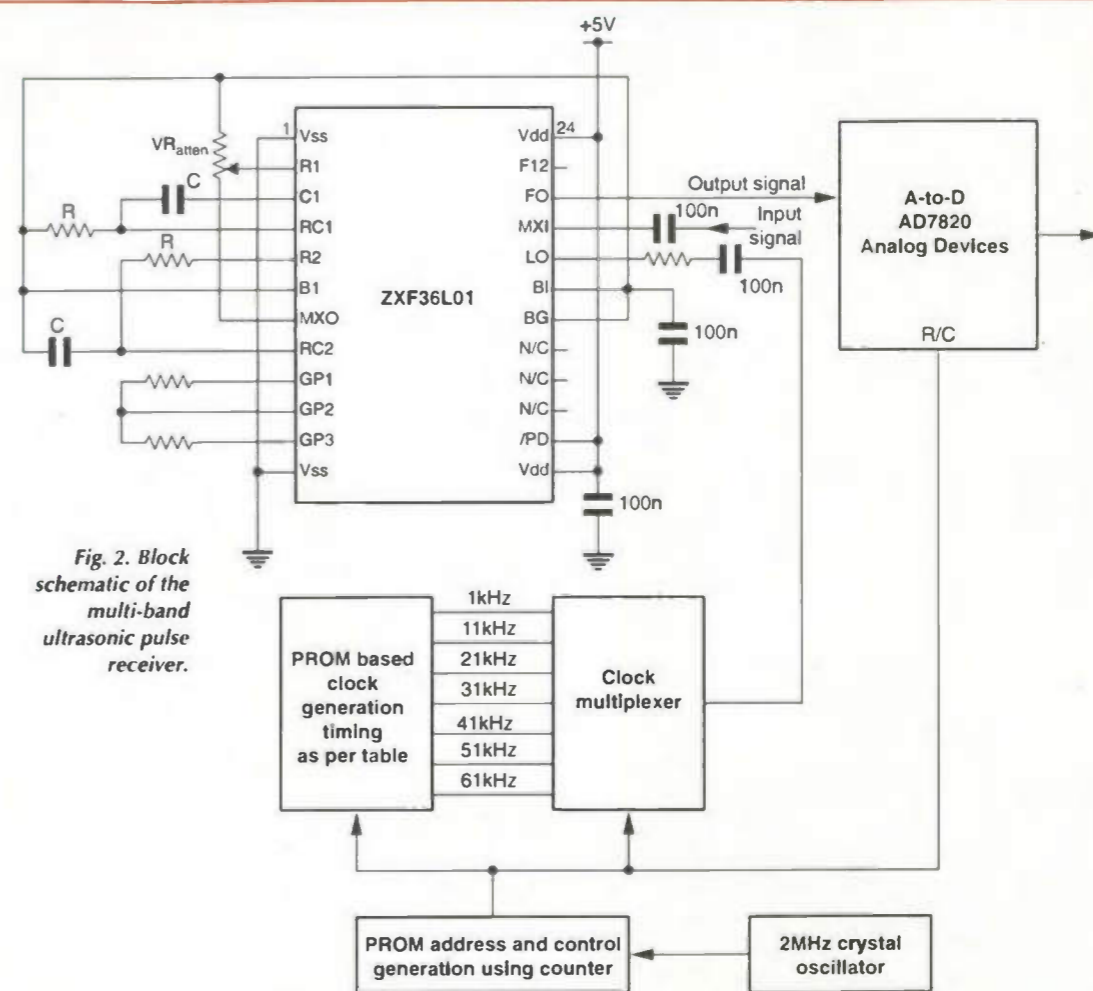 +5V
1
Vss
Vdd
24
VRatten
R1
F12
C
C1
FO
Output signal
A-to-D
AD7820
Analog Devices
R/C
R
RC1
MXI
100n
Input
signal
R
R2
LO
100n
B1
BI
ZXF36L01
MXO
BG
C
RC2
N/C
100n
GP1
N/C
GP2
N/C
GP3
/PD
Vss
Vdd
100n
Fig. 2. Block
schematic of the
multi-band
ultrasonic pulse
receiver.
PROM based
clock
generation
timing
as per table
1kHz
11kHz
21kHz
31kHz
41kHz
51kHz
61kHz
Clock
multiplexer
PROM address and control
generation using counter
2MHz crystal
oscillator